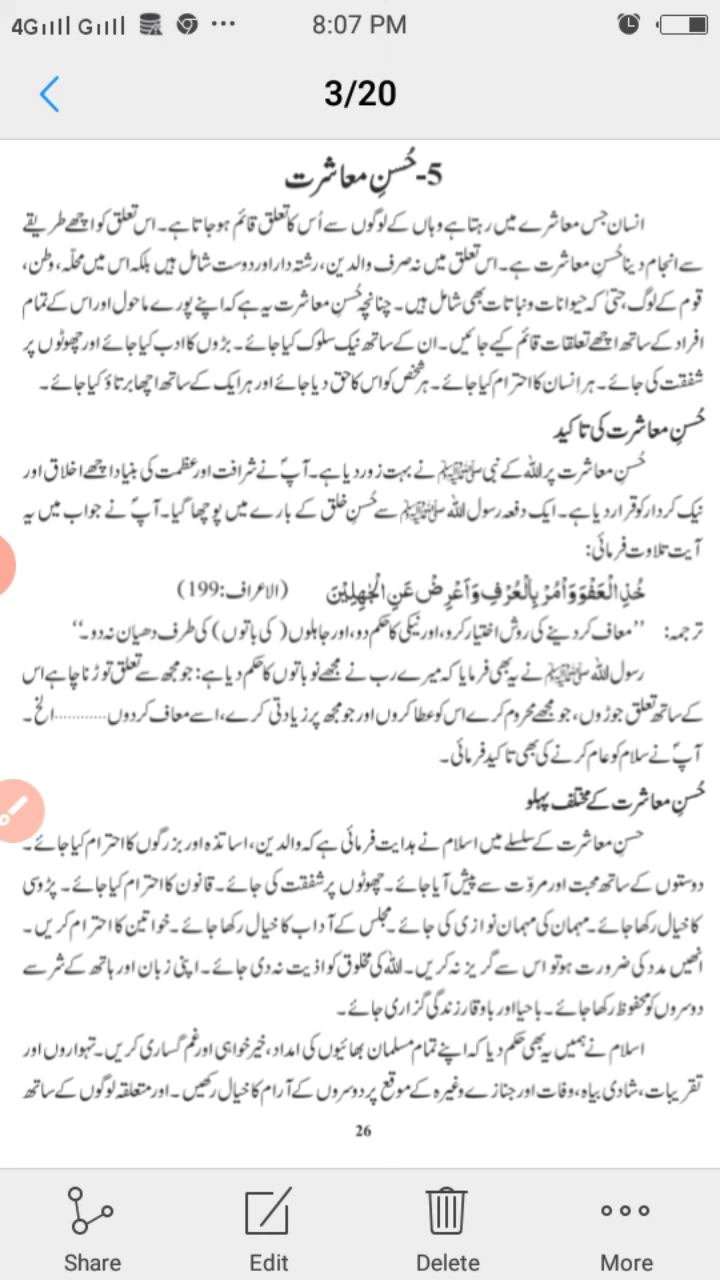 4G G ... 8:07 PM
3/20
5-حُسنِ معاشرت
انسان جس معاشرے میں رہتا ہے وہاں کے لوگوں سے اُس کا تعلق قائم ہو جاتا ہے۔ اس تعلق کو اچھے طریقے
سے انجام دینا حُسنِ معاشرت ہے۔ اس تعلق میں نہ صرف والدین، رشتہ دار اور دوست شامل ہیں بلکہ اس میں محلّہ، وطن،
قوم کے لوگ، حتیٰ کہ حیوانات و نباتات بھی شامل ہیں۔ چنانچہ حُسنِ معاشرت یہ ہے کہ اپنے پورے ماحول اور اس کے تمام
افراد کے ساتھ اچھے تعلقات قائم کیے جائیں۔ ان کے ساتھ نیک سلوک کیا جائے۔ بڑوں کا ادب کیا جائے اور چھوٹوں پر
شفقت کی جائے۔ ہر انسان کا احترام کیا جائے۔ ہر شخص کو اس کا حق دیا جائے اور ہر ایک کے ساتھ اچھا برتاؤ کیا جائے۔
حُسنِ معاشرت کی تاکید
حُسنِ معاشرت پر اللہ کے نبی ﷺ نے بہت زور دیا ہے۔ آپؐ نے شرافت اور عظمت کی بنیاد اچھے اخلاق اور
نیک کردار کو قرار دیا ہے۔ ایک دفعہ رسول اللہ ﷺ سے حُسنِ خلق کے بارے میں پوچھا گیا۔ آپؐ نے جواب میں یہ
آیت تلاوت فرمائی:
خُذِ الْعَفْوَ وَاْمُرْ بِالْعُرْفِ وَاَعْرِضْ عَنِ الْجٰهِلِيْنَ (الاعراف:199)
ترجمہ: ’’معاف کر دینے کی روش اختیار کرو، اور نیکی کا حکم دو، اور جاہلوں (کی باتوں) کی طرف دھیان نہ دو۔‘‘
رسول اللہ ﷺ نے یہ بھی فرمایا کہ میرے رب نے مجھے نو باتوں کا حکم دیا ہے: جو مجھ سے تعلق توڑنا چاہے اس
کے ساتھ تعلق جوڑوں، جو مجھے محروم کرے اس کو عطا کروں اور جو مجھ پر زیادتی کرے، اسے معاف کر دوں............الخ۔
آپؐ نے سلام کو عام کرنے کی بھی تاکید فرمائی۔
حُسنِ معاشرت کے مختلف پہلو
حسنِ معاشرت کے سلسلے میں اسلام نے ہدایت فرمائی ہے کہ والدین، اساتذہ اور بزرگوں کا احترام کیا جائے۔
دوستوں کے ساتھ محبت اور مروّت سے پیش آیا جائے۔ چھوٹوں پر شفقت کی جائے۔ قانون کا احترام کیا جائے۔ پڑوسی
کا خیال رکھا جائے۔ مہمان کی مہمان نوازی کی جائے۔ مجلس کے آداب کا خیال رکھا جائے۔ خواتین کا احترام کریں۔
انھیں مدد کی ضرورت ہو تو اس سے گریز نہ کریں۔ اللہ کی مخلوق کو اذیت نہ دی جائے۔ اپنی زبان اور ہاتھ کے شر سے
دوسروں کو محفوظ رکھا جائے۔ باحیا اور باوقار زندگی گزاری جائے۔
اسلام نے ہمیں یہ بھی حکم دیا کہ اپنے تمام مسلمان بھائیوں کی امداد، خیر خواہی اور غم گساری کریں۔ تہواروں اور
تقریبات، شادی بیاہ، وفات اور جنازے وغیرہ کے موقع پر دوسروں کے آرام کا خیال رکھیں۔ اور متعلقہ لوگوں کے ساتھ
26
Share Edit Delete More